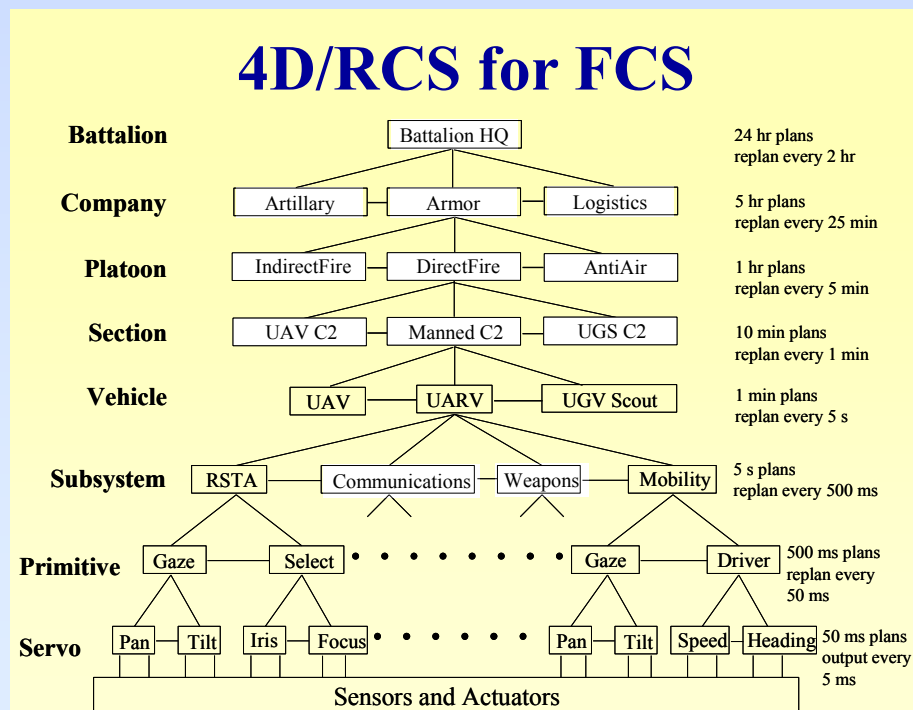 4D/RCS for FCS
Battalion
Battalion HQ
24 hr plans
replan every 2 hr
Company
Artillary
Armor
Logistics
5 hr plans
replan every 25 min
Platoon
IndirectFire
DirectFire
AntiAir
1 hr plans
replan every 5 min
Section
UAV C2
Manned C2
UGS C2
10 min plans
replan every 1 min
Vehicle
UAV
UARV
UGV Scout
1 min plans
replan every 5 s
Subsystem
RSTA
Communications
Weapons
Mobility
5 s plans
replan every 500 ms
Primitive
Gaze
Select
Gaze
Driver
500 ms plans
replan every
50 ms
Servo
Pan
Tilt
Iris
Focus
Pan
Tilt
Speed
Heading
50 ms plans
output every
5 ms
Sensors and Actuators